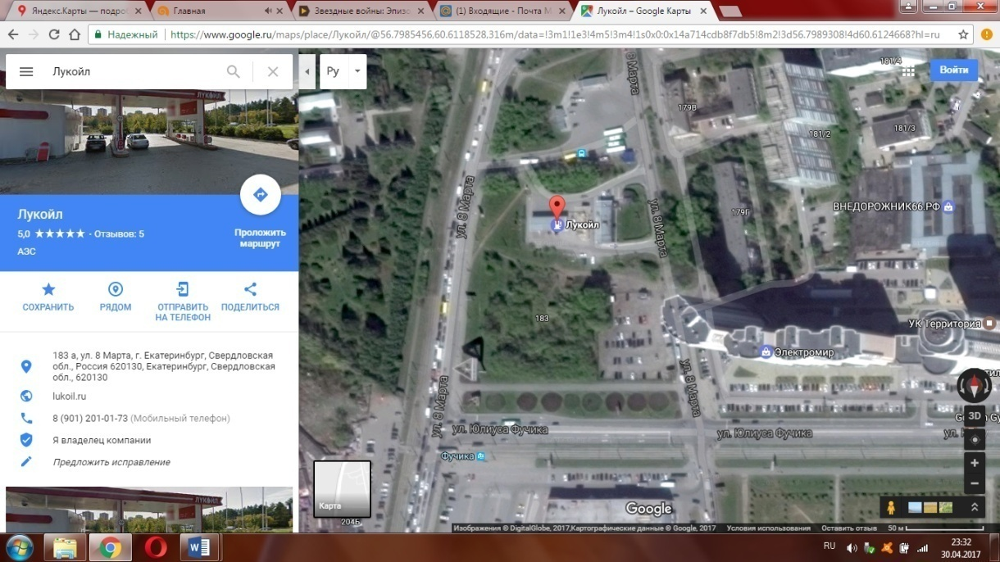 Яндекс.Карты — подроб
Главная
Звездные войны: Эпизо
(1) Входящие - Почта М
Лукойл – Google Карты
Надежный
https://www.google.ru/maps/place/Лукойл/@56.7985456,60.6118528,316m/data=!3m1!1e3!4m5!3m4!1s0x0:0x14a714cdb8f7db5!8m2!3d56.7989308!4d60.6124668?hl=ru
Лукойл
Ру
Войти
ЛУКОЙЛ
Лукойл
5,0 ★★★★★ · Отзывов: 5
АЗС
Проложить
маршрут
СОХРАНИТЬ
РЯДОМ
ОТПРАВИТЬ
НА ТЕЛЕФОН
ПОДЕЛИТЬСЯ
183 а, ул. 8 Марта, г. Екатеринбург, Свердловская
обл., Россия 620130, Екатеринбург, Свердловская
обл., 620130
lukoil.ru
8 (901) 201-01-73 (Мобильный телефон)
Я владелец компании
Предложить исправление
ЛУКОЙЛ
181/4
ул. 8 Марта
179В
181/2
181/3
ул. 8 Марта
Лукойл
ул. 8 Марта
179Г
ВНЕДОРОЖНИК66.РФ
183
УК Территория
Электромир
ул. 8 Марта
ул. 8 Марта
ул. Юлиуса Фучика
ул. Юлиуса Фучика
Фучика
3D
Карта
204Б
Google
Изображения © DigitalGlobe, 2017,Картографические данные © Google, 2017
Условия использования
Оставить отзыв
50 м
RU
23:32
30.04.2017